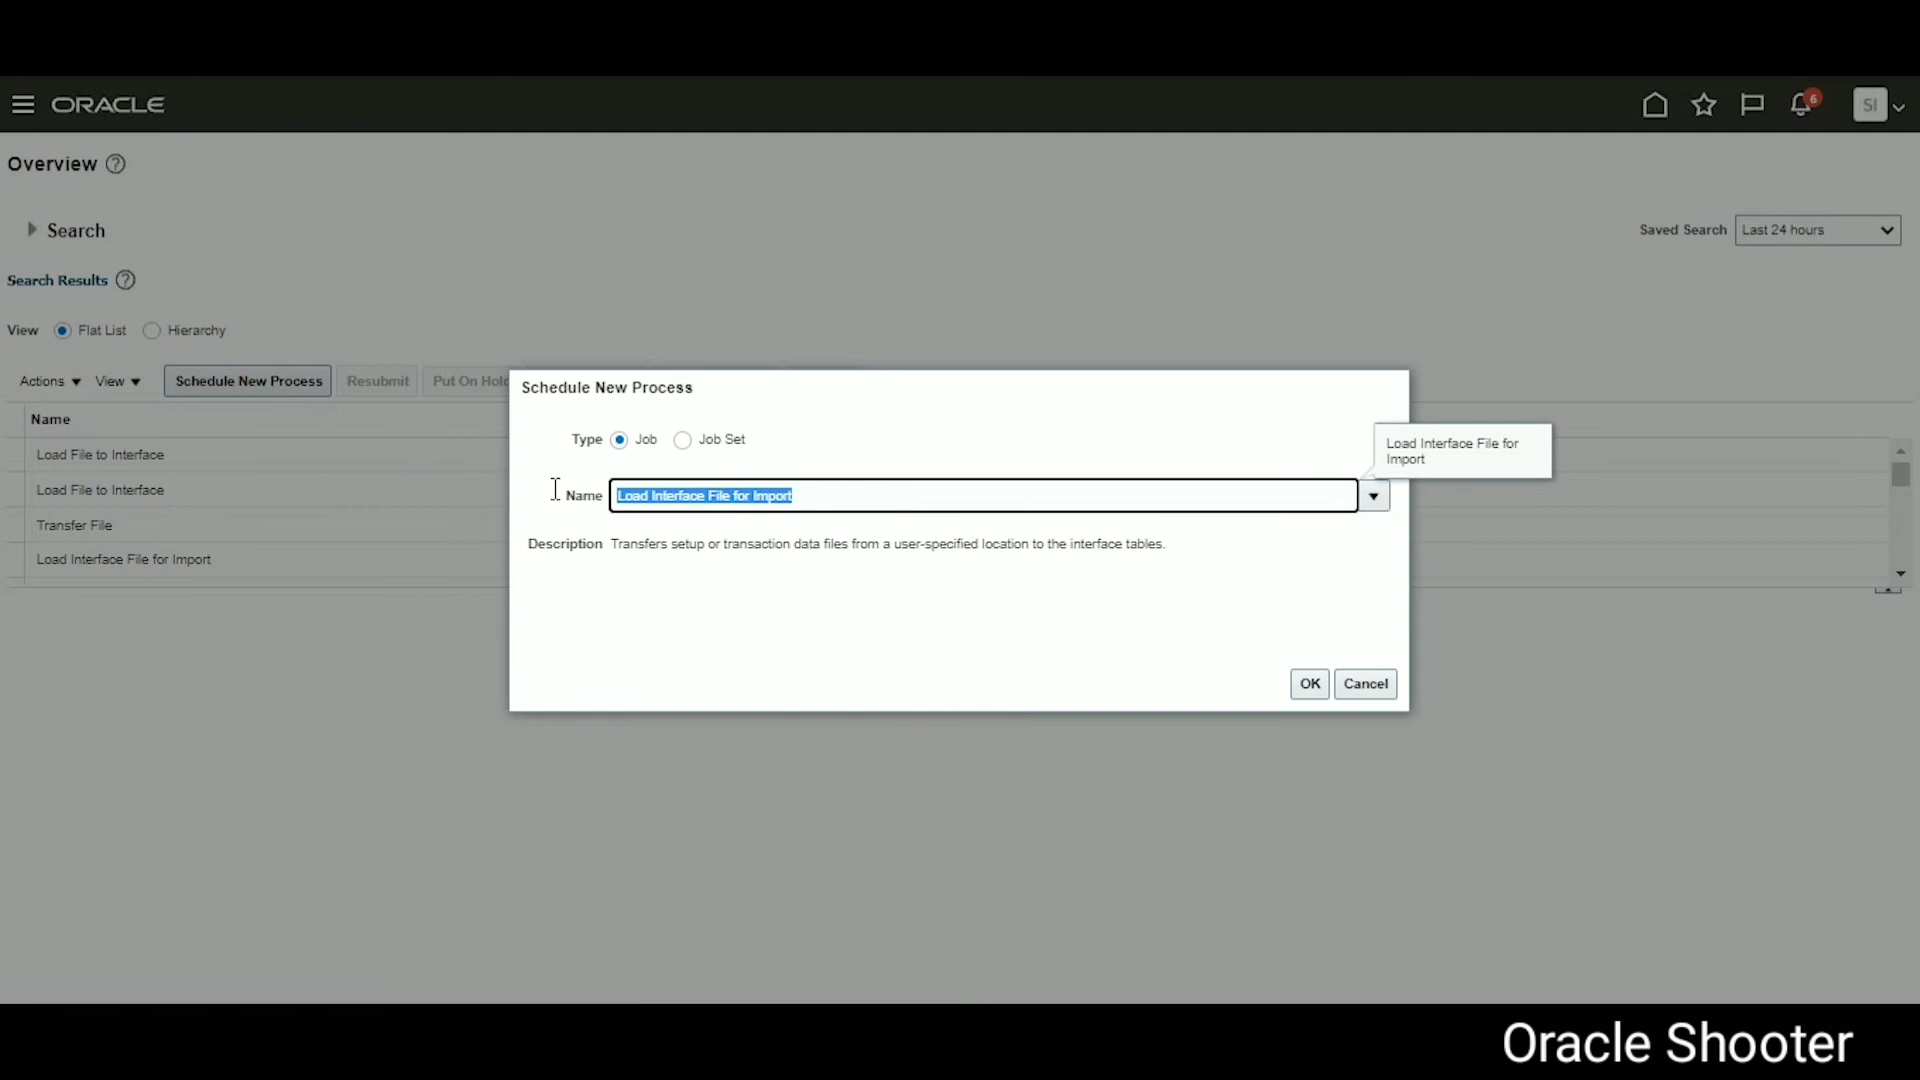 ORACLE
6
SI
Overview ?
Search
Saved Search Last 24 hours
Search Results ?
View Flat List Hierarchy
Actions View Schedule New Process Resubmit Put On Hold
Name
Load File to Interface
Load File to Interface
Transfer File
Load Interface File for Import
Schedule New Process
Type Job Job Set
Name Load Interface File for Import
Load Interface File for
Import
Description Transfers setup or transaction data files from a user-specified location to the interface tables.
OK Cancel
Oracle Shooter